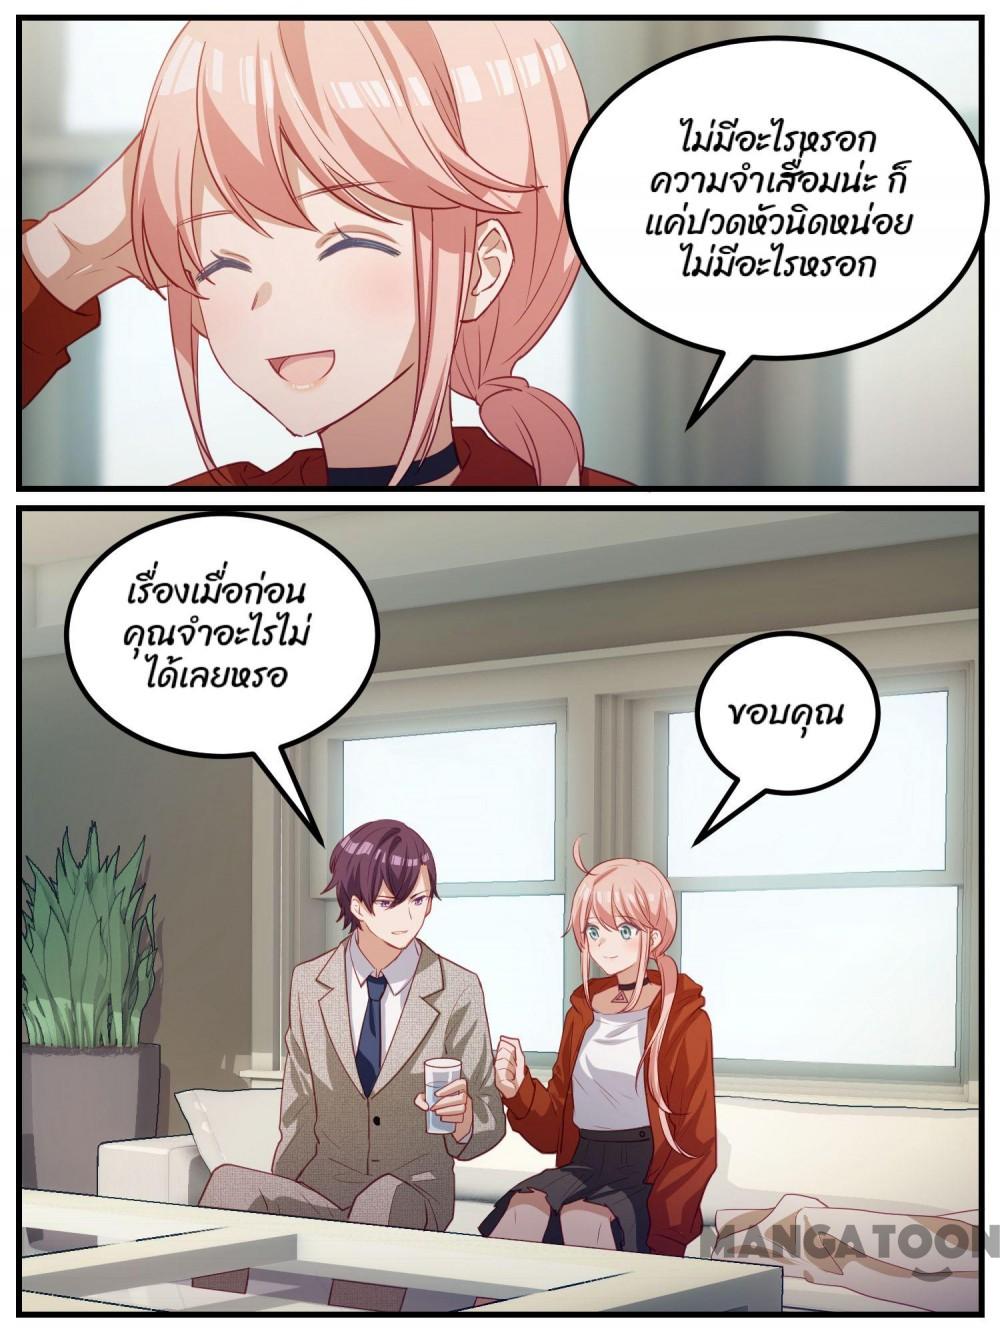 ไม่มีอะไรหรอก
ความจำเสื่อมน่ะ ก็
แค่ปวดหัวนิดหน่อย
ไม่มีอะไรหรอก
เรื่องเมื่อก่อน
คุณจำอะไรไม่
ได้เลยหรอ
ขอบคุณ
MANGATOON